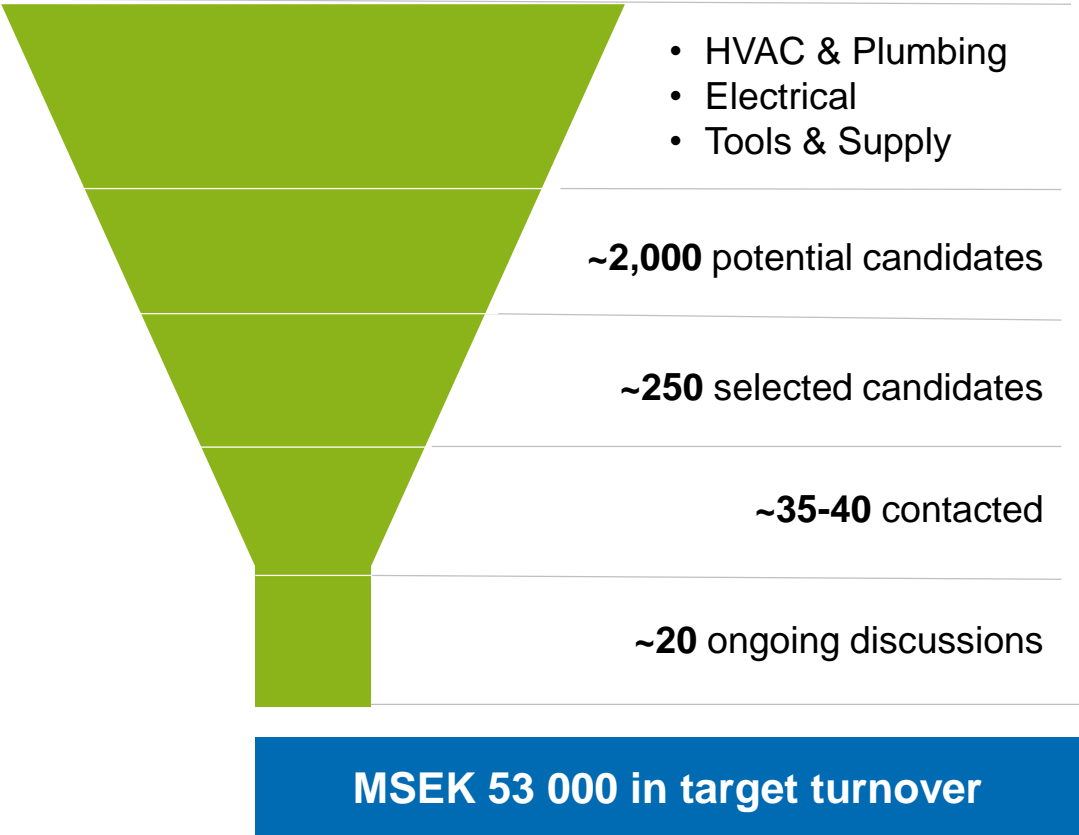 • HVAC & Plumbing
• Electrical
• Tools & Supply
~2,000 potential candidates
~250 selected candidates
~35-40 contacted
~20 ongoing discussions
MSEK 53 000 in target turnover